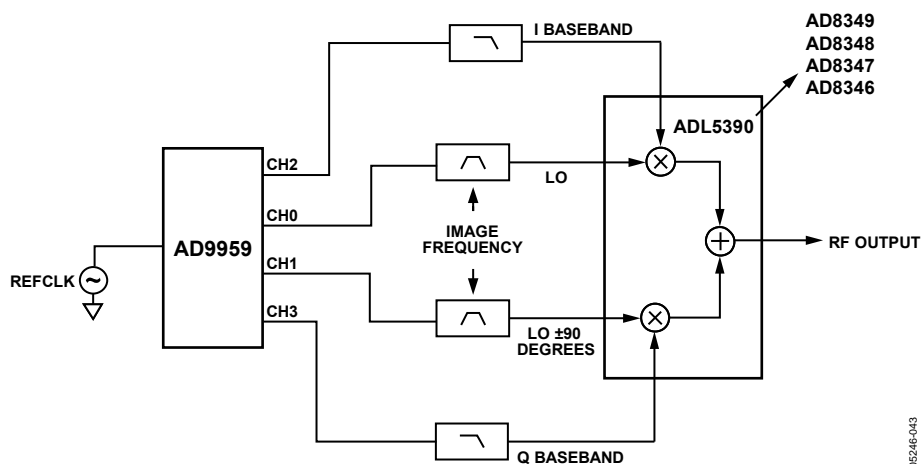 AD8349
AD8348
AD8347
AD8346
I BASEBAND
ADL5390
CH2
LO
CH0
IMAGE
FREQUENCY
AD9959
RF OUTPUT
REFCLK
CH1
CH3
LO ±90
DEGREES
Q BASEBAND
05246-043